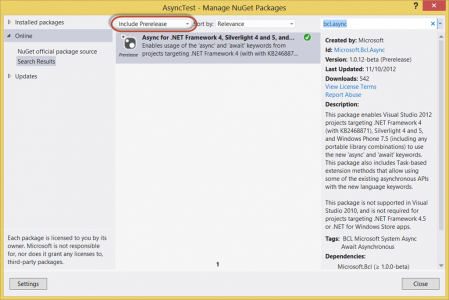 AsyncTest - Manage NuGet Packages
Installed packages
Online
NuGet official package source
Search Results
Updates
Each package is licensed to you by its
owner. Microsoft is not responsible
for, nor does it grant any licenses to,
third-party packages.
Include Prerelease
Sort by: Relevance
Async for .NET Framework 4, Silverlight 4 and 5, and...
Enables usage of the 'async' and 'await' keywords from
projects targeting .NET Framework 4 (with with KB246887)...
Prerelease
1
bcl.async
Created by: Microsoft
Id: Microsoft.Bcl.Async
Version: 1.0.12-beta (Prerelease)
Last Updated: 11/10/2012
Downloads: 542
View License Terms
Report Abuse
Description:
This package enables Visual Studio 2012
projects targeting .NET Framework 4
(with KB2468871), Silverlight 4 and 5,
and Windows Phone 7.5 (including any
portable library combinations) to use
the new 'async' and 'await' keywords.
This package also includes Task-based
extension methods that allow using
some of the existing asynchronous APIs
with the new language keywords.
This package is not supported in Visual
Studio 2010, and is not required for
projects targeting .NET Framework 4.5
or .NET for Windows Store apps.
Tags: BCL Microsoft System Async
Await Asynchronous
Dependencies:
Microsoft.Bcl (≥ 1.0.0-beta)
Settings
Close